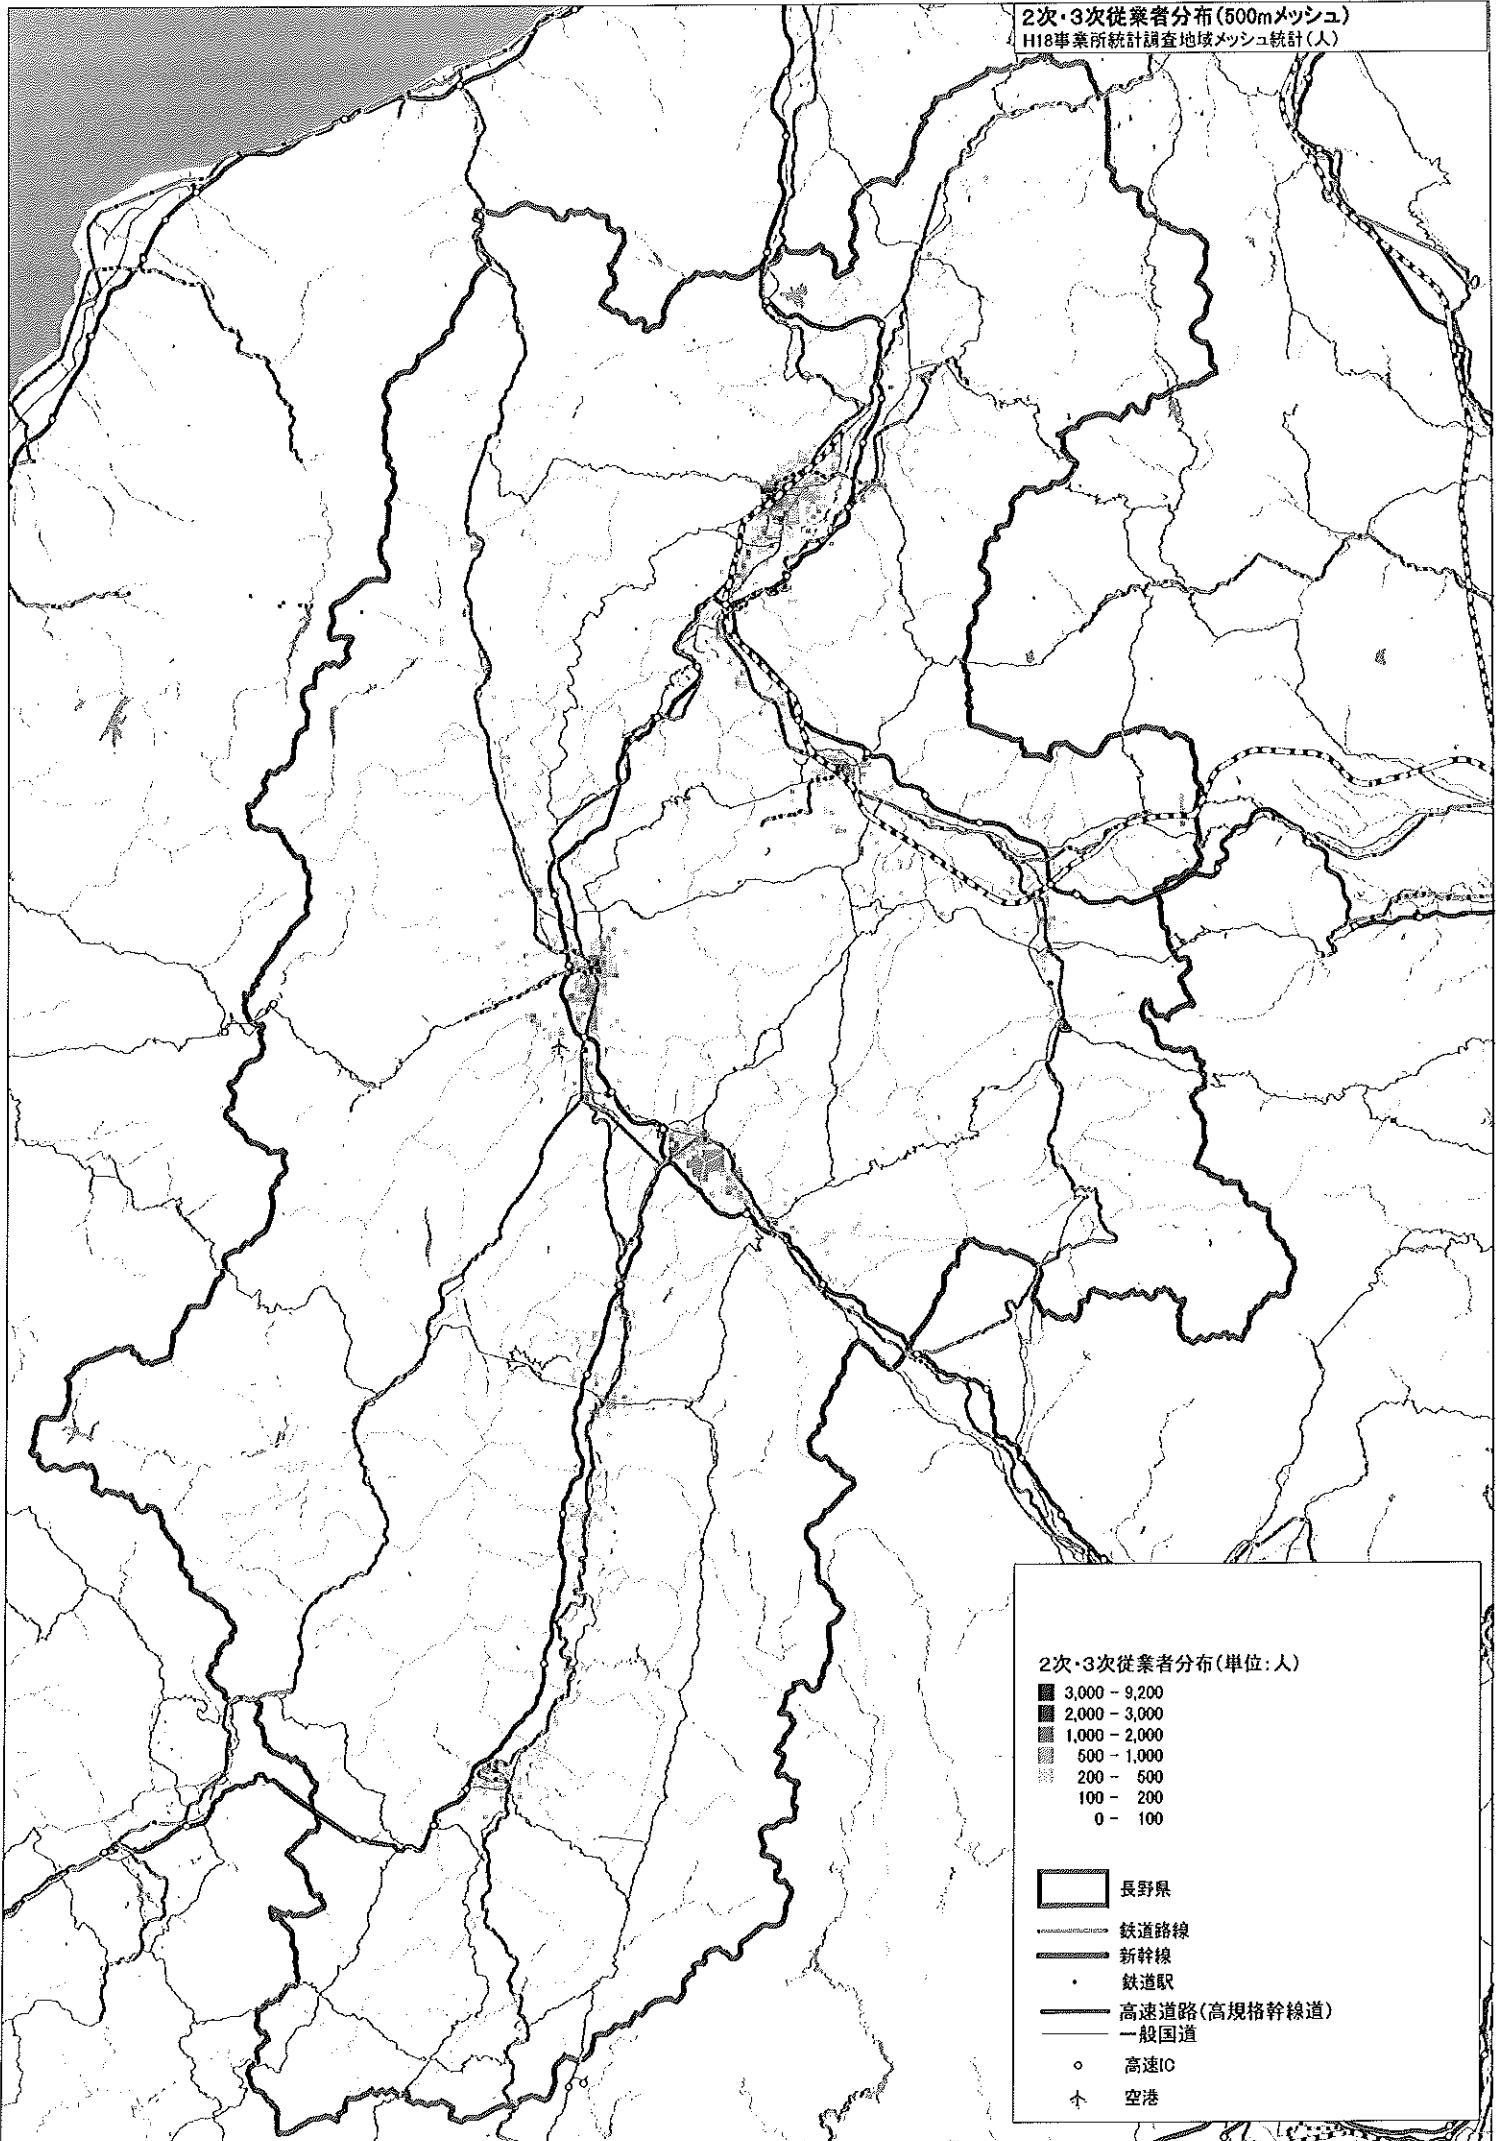 2次・3次従業者分布(500mメッシュ)
H18事業所統計調査地域メッシュ統計(人)
2次・3次従業者分布(単位:人)
3,000 - 9,200
2,000 - 3,000
1,000 - 2,000
500 - 1,000
200 - 500
100 - 200
0 - 100
長野県
鉄道路線
新幹線
鉄道駅
高速道路(高規格幹線道)
一般国道
高速IC
空港